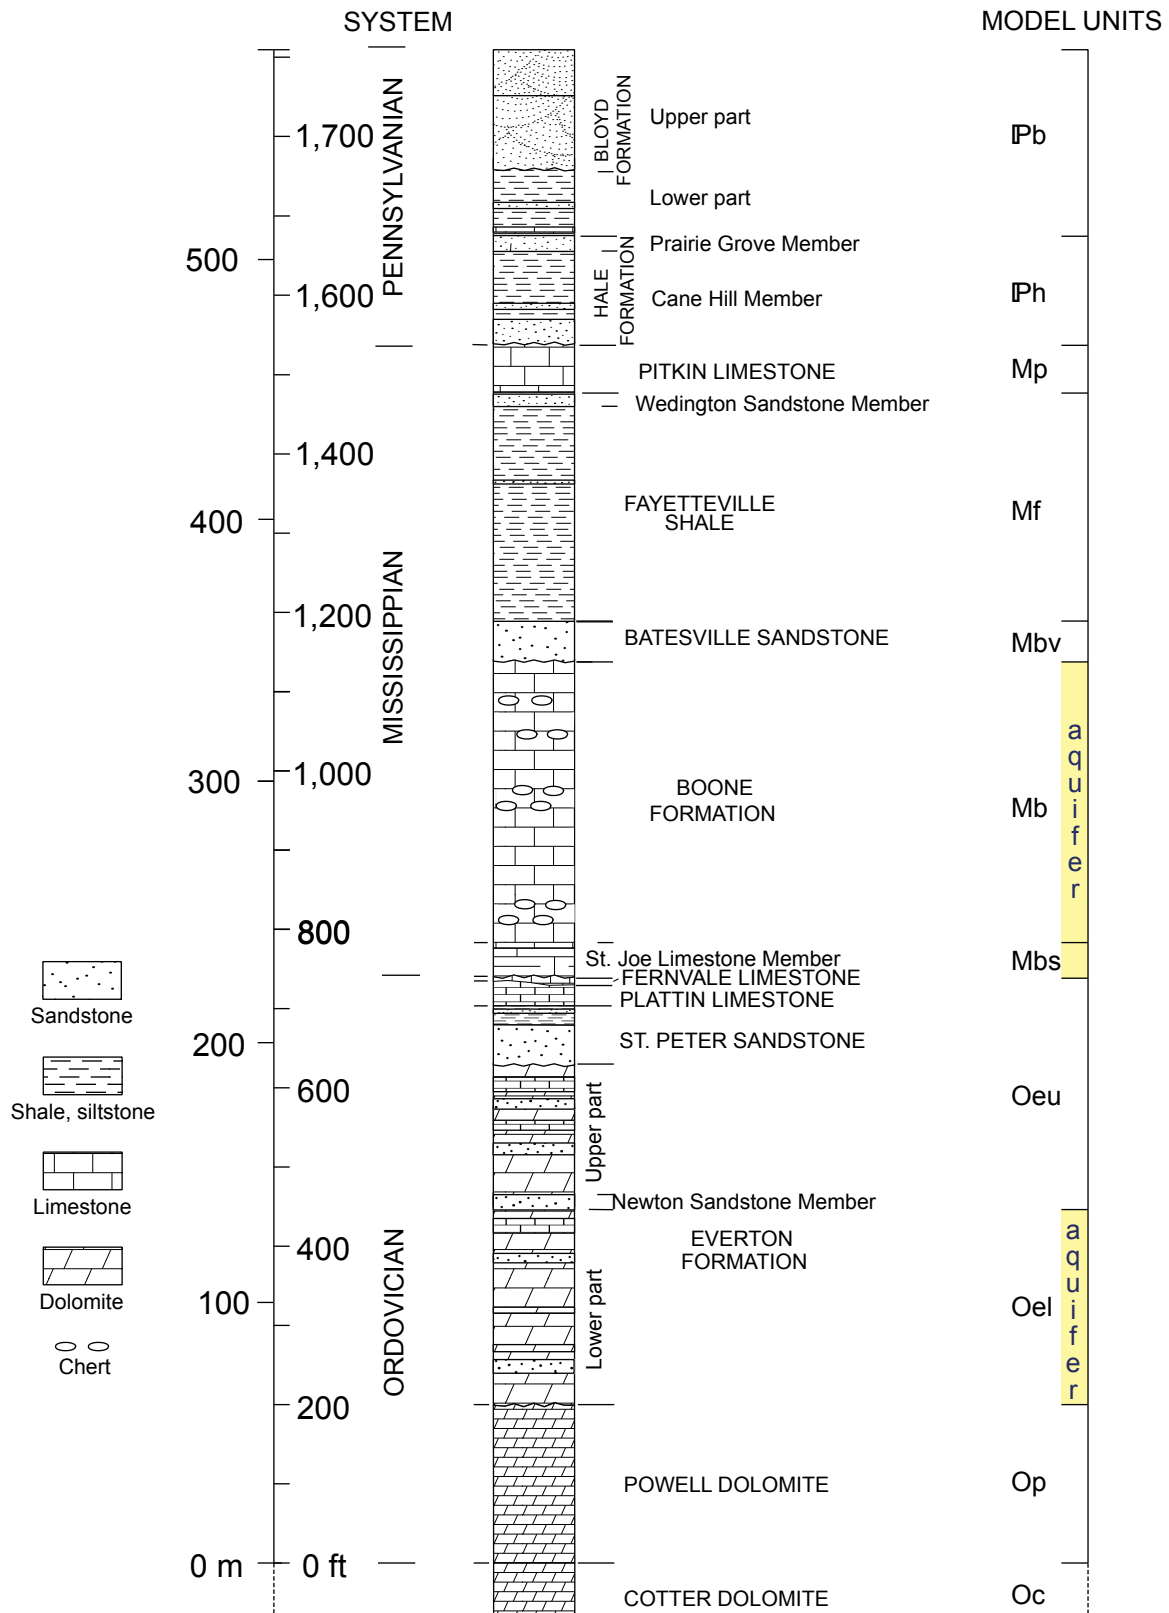 SYSTEM
MODEL UNITS
PENNSYLVANIAN
1,700
BLOYD
FORMATION
Upper part
ℙb
Lower part
500
1,600
HALE
FORMATION
Prairie Grove Member
Cane Hill Member
ℙh
PITKIN LIMESTONE
Mp
Wedington Sandstone Member
1,400
400
MISSISSIPPIAN
FAYETTEVILLE
SHALE
Mf
1,200
BATESVILLE SANDSTONE
Mbv
300
1,000
BOONE
FORMATION
Mb
aquifer
800
St. Joe Limestone Member
Mbs
FERNVALE LIMESTONE
PLATTIN LIMESTONE
200
ST. PETER SANDSTONE
600
Upper part
Oeu
Newton Sandstone Member
ORDOVICIAN
400
EVERTON
FORMATION
100
Lower part
Oel
aquifer
200
POWELL DOLOMITE
Op
0 m
0 ft
COTTER DOLOMITE
Oc
Sandstone
Shale, siltstone
Limestone
Dolomite
Chert